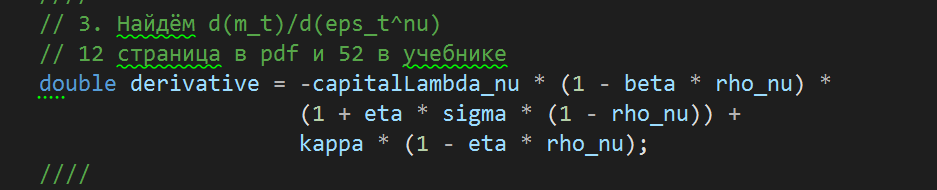 ////
// 3. Найдём d(m_t)/d(eps_t^nu)
// 12 страница в pdf и 52 в учебнике
double derivative = -capitalLambda_nu * (1 - beta * rho_nu) *
(1 + eta * sigma * (1 - rho_nu)) +
kappa * (1 - eta * rho_nu);
////